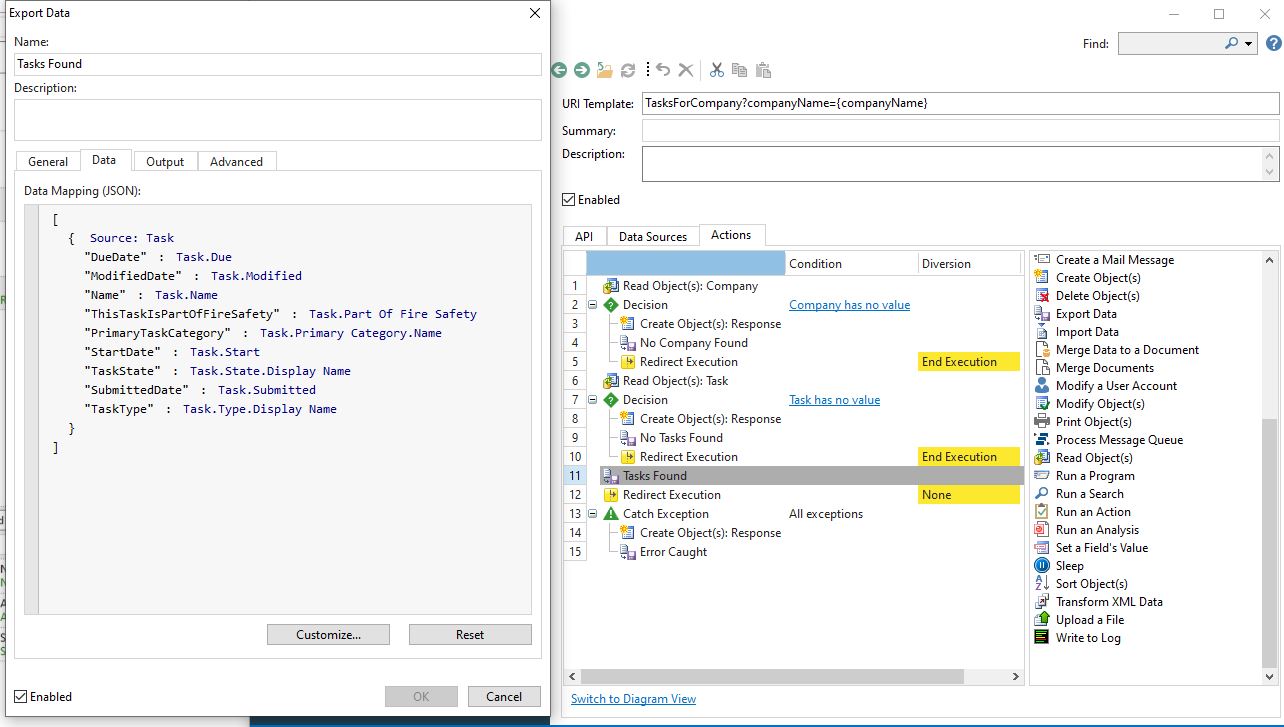 Export Data
Name:
Tasks Found
Description:
General Data Output Advanced
Data Mapping (JSON):
[
{ Source: Task
"DueDate" : Task.Due
"ModifiedDate" : Task.Modified
"Name" : Task.Name
"ThisTaskIsPartOfFireSafety" : Task.Part Of Fire Safety
"PrimaryTaskCategory" : Task.Primary Category.Name
"StartDate" : Task.Start
"TaskState" : Task.State.Display Name
"SubmittedDate" : Task.Submitted
"TaskType" : Task.Type.Display Name
}
]
Customize... Reset
Enabled
OK Cancel
Find:
URI Template: TasksForCompany?companyName={companyName}
Summary:
Description:
Enabled
API Data Sources Actions
Condition Diversion
1 Read Object(s): Company
2 Decision Company has no value
3 Create Object(s): Response
4 No Company Found
5 Redirect Execution End Execution
6 Read Object(s): Task
7 Decision Task has no value
8 Create Object(s): Response
9 No Tasks Found
10 Redirect Execution End Execution
11 Tasks Found
12 Redirect Execution None
13 Catch Exception All exceptions
14 Create Object(s): Response
15 Error Caught
Create a Mail Message
Create Object(s)
Delete Object(s)
Export Data
Import Data
Merge Data to a Document
Merge Documents
Modify a User Account
Modify Object(s)
Print Object(s)
Process Message Queue
Read Object(s)
Run a Program
Run a Search
Run an Action
Run an Analysis
Set a Field's Value
Sleep
Sort Object(s)
Transform XML Data
Upload a File
Write to Log
Switch to Diagram View